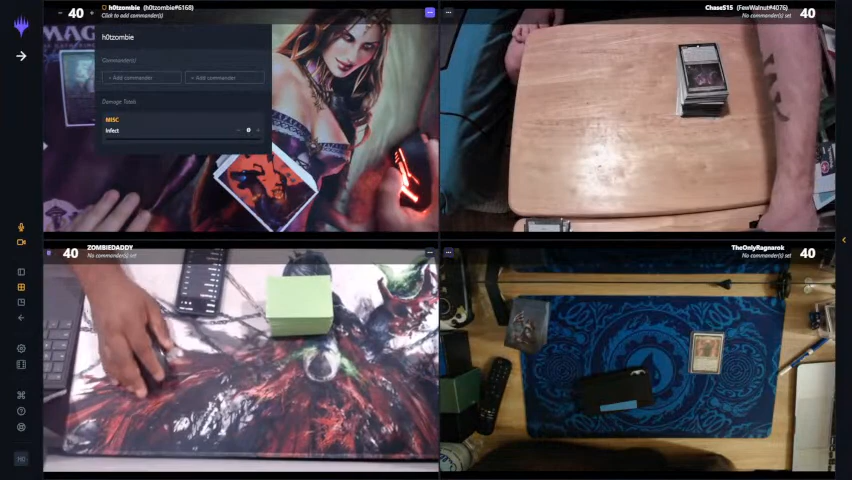 40
h0tzombie (h0tzombie#6168)
Click to add commander(s)
h0tzombie
Commander(s)
+ Add commander
+ Add commander
Damage Totals
MISC
Infect
0
ChaseS15 (FewWalnut#4076)
No commander(s) set
40
40
ZOMBIEDADDY
No commander(s) set
TheOnlyRagnarok
No commander(s) set
40